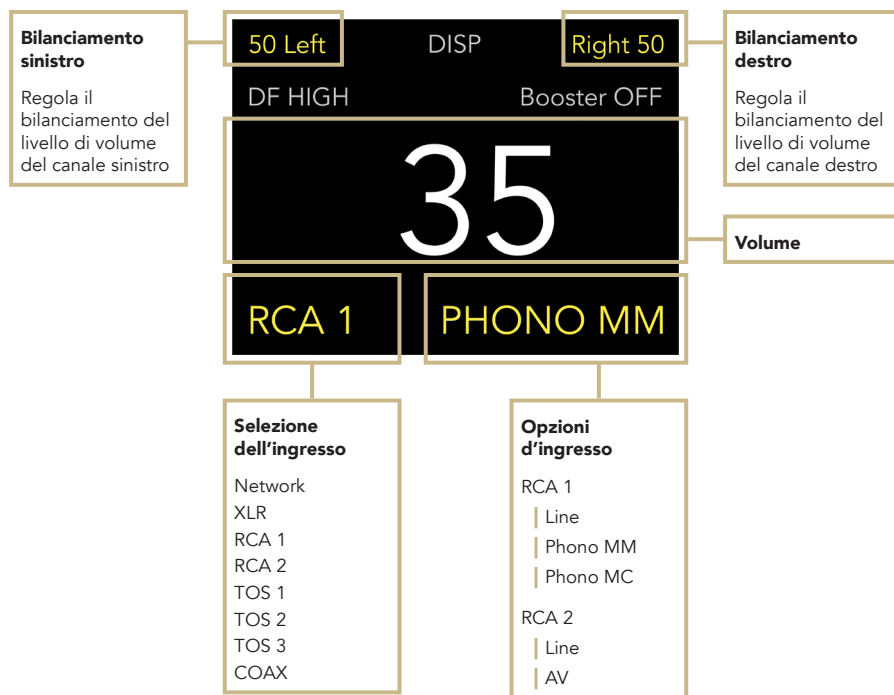 Bilanciamento
sinistro
Regola il
bilanciamento del
livello di volume
del canale sinistro
50 Left
DISP
Right 50
DF HIGH
Booster OFF
35
RCA 1
PHONO MM
Bilanciamento
destro
Regola il
bilanciamento del
livello di volume
del canale destro
Volume
Selezione
dell’ingresso
Network
XLR
RCA 1
RCA 2
TOS 1
TOS 2
TOS 3
COAX
Opzioni
d’ingresso
RCA 1
Line
Phono MM
Phono MC
RCA 2
Line
AV